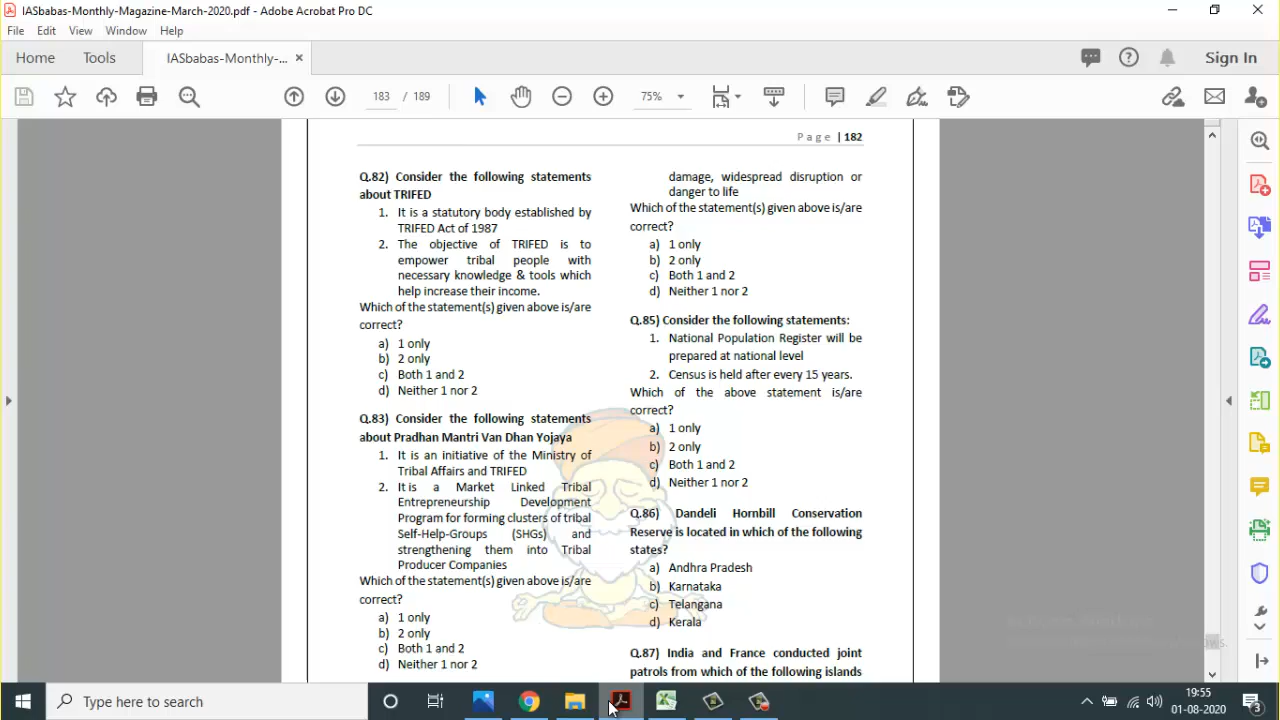 IASbabas-Monthly-Magazine-March-2020.pdf - Adobe Acrobat Pro DC
File Edit View Window Help
Home Tools IASbabas-Monthly-... × Sign In
183 / 189 75%
Page | 182
Q.82) Consider the following statements
about TRIFED
1. It is a statutory body established by
TRIFED Act of 1987
2. The objective of TRIFED is to
empower tribal people with
necessary knowledge & tools which
help increase their income.
Which of the statement(s) given above is/are
correct?
a) 1 only
b) 2 only
c) Both 1 and 2
d) Neither 1 nor 2
Q.83) Consider the following statements
about Pradhan Mantri Van Dhan Yojaya
1. It is an initiative of the Ministry of
Tribal Affairs and TRIFED
2. It is a Market Linked Tribal
Entrepreneurship Development
Program for forming clusters of tribal
Self-Help-Groups (SHGs) and
strengthening them into Tribal
Producer Companies
Which of the statement(s) given above is/are
correct?
a) 1 only
b) 2 only
c) Both 1 and 2
d) Neither 1 nor 2
damage, widespread disruption or
danger to life
Which of the statement(s) given above is/are
correct?
a) 1 only
b) 2 only
c) Both 1 and 2
d) Neither 1 nor 2
Q.85) Consider the following statements:
1. National Population Register will be
prepared at national level
2. Census is held after every 15 years.
Which of the above statement is/are
correct?
a) 1 only
b) 2 only
c) Both 1 and 2
d) Neither 1 nor 2
Q.86) Dandeli Hornbill Conservation
Reserve is located in which of the following
states?
a) Andhra Pradesh
b) Karnataka
c) Telangana
d) Kerala
Q.87) India and France conducted joint
patrols from which of the following islands
Type here to search
19:55
01-08-2020
3